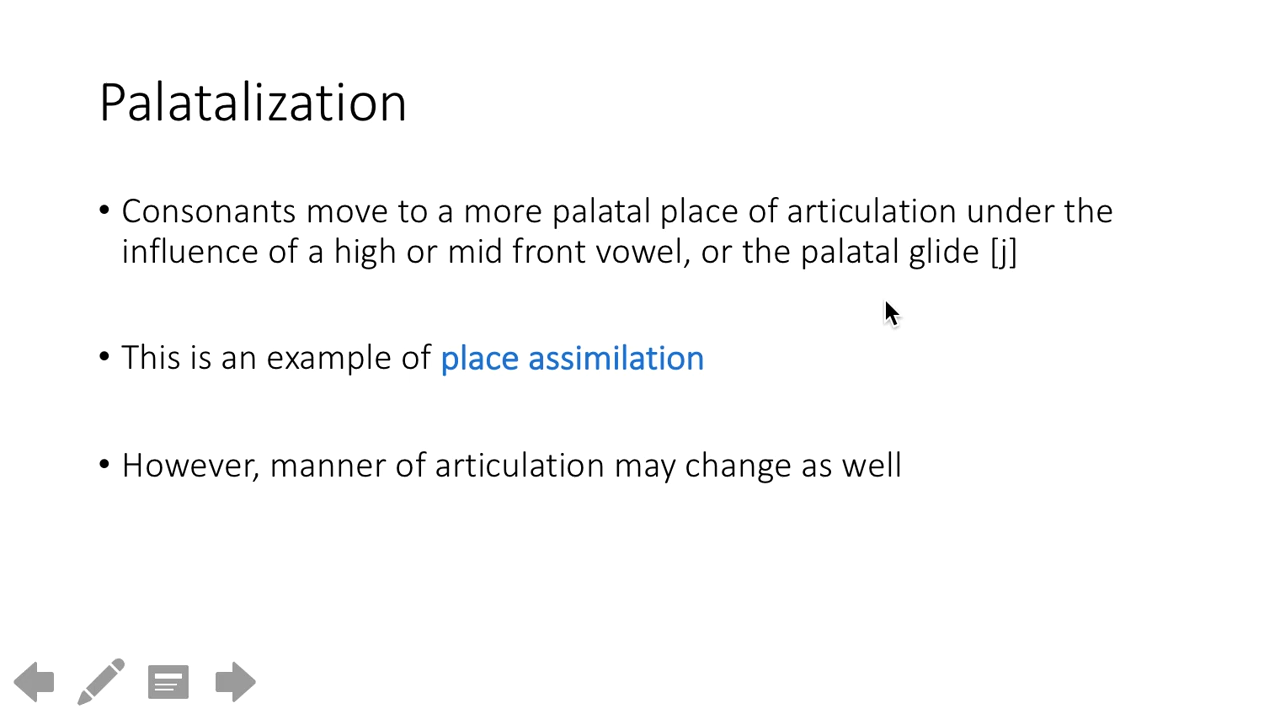 Palatalization
• Consonants move to a more palatal place of articulation under the
influence of a high or mid front vowel, or the palatal glide [j]
• This is an example of place assimilation
• However, manner of articulation may change as well